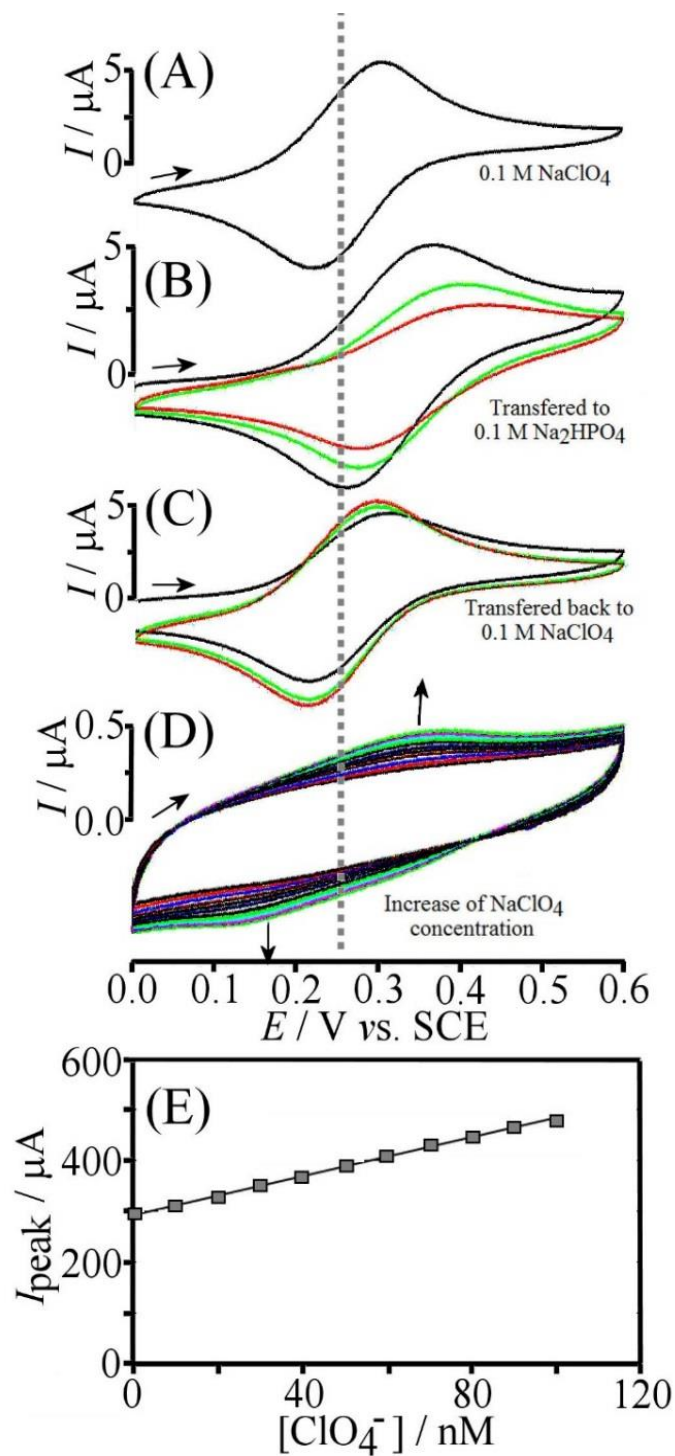 (A)
5
0
I / μA
0.1 M NaClO4
(B)
5
0
I / μA
Transfered to
0.1 M Na2HPO4
(C)
5
0
I / μA
Transfered back to
0.1 M NaClO4
(D)
0.5
0.0
I / μA
Increase of NaClO4
concentration
0.0 0.1 0.2 0.3 0.4 0.5 0.6
E / V vs. SCE
(E)
600
400
200
0
Ipeak / μA
0 40 80 120
[ClO4-] / nM